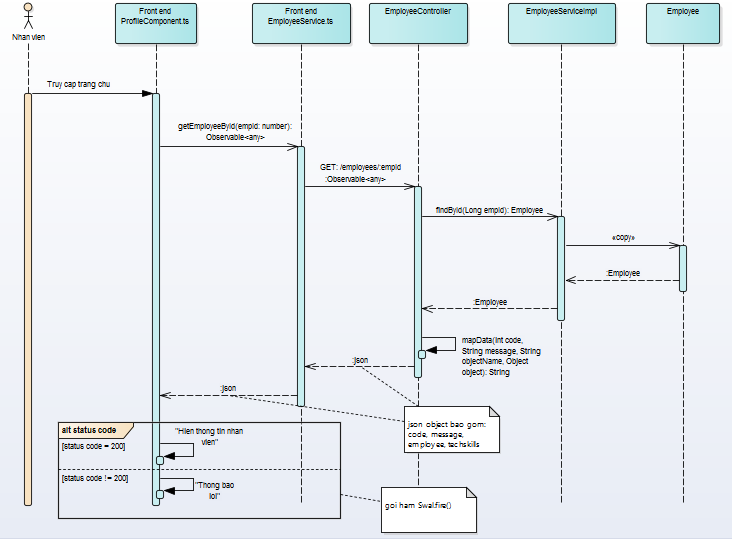 Front end
ProfileComponent.ts
Front end
EmployeeService.ts
EmployeeController
EmployeeServiceImpl
Employee
Nhan vien
Truy cap trang chu
getEmployeeById(empId: number):
Observable<any>
GET: /employees/:empId
:Observable<any>
findById(Long empId): Employee
«copy»
:Employee
:Employee
mapData(int code,
String message, String
objectName, Object
object): String
:json
:json
json object bao gom:
code, message,
employee, techskills
alt status code
"Hien thong tin nhan
vien"
[status code = 200]
[status code != 200]
"Thong bao
loi"
goi ham Swal.fire()